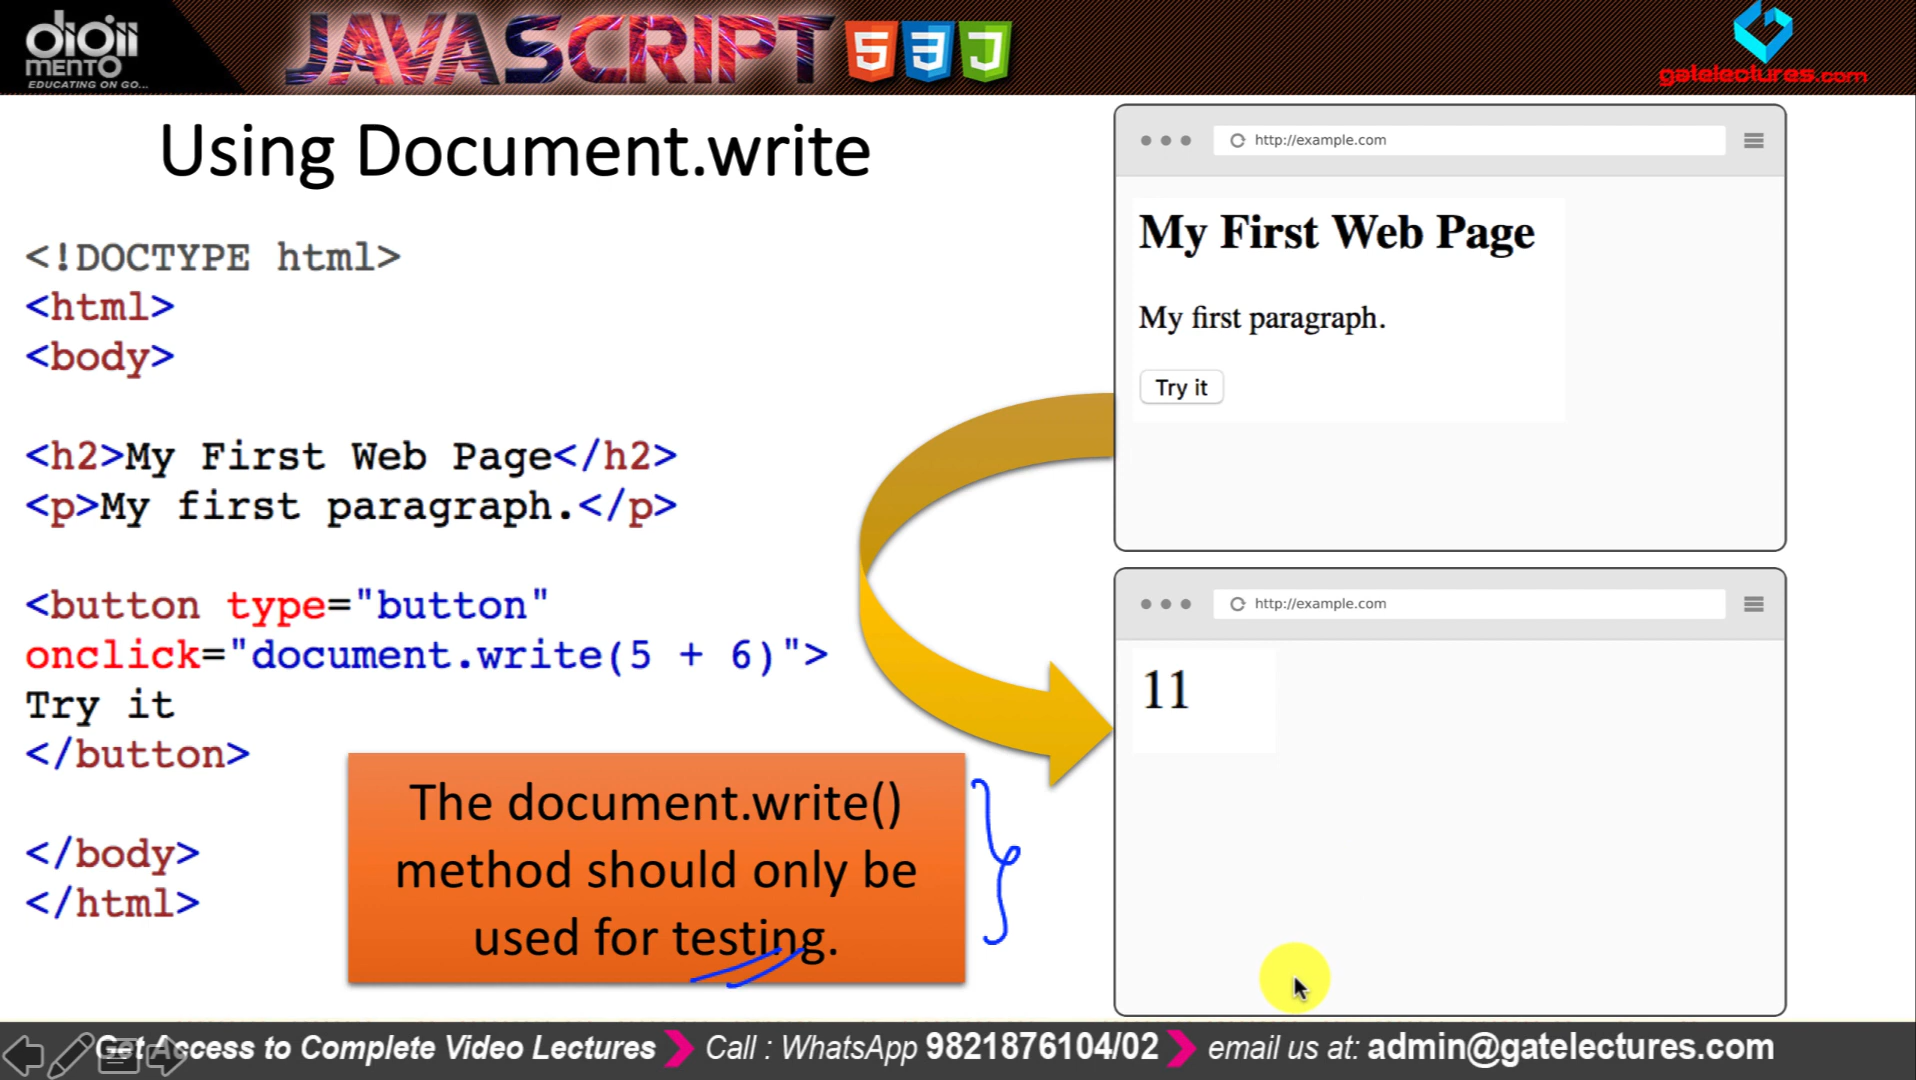 digii
MENTO
EDUCATING ON GO...
JAVASCRIPT
5 3 J
gatelectures.com
Using Document.write
<!DOCTYPE html>
<html>
<body>
<h2>My First Web Page</h2>
<p>My first paragraph.</p>
<button type="button"
onclick="document.write(5 + 6)">
Try it
</button>
</body>
</html>
The document.write()
method should only be
used for testing.
http://example.com
My First Web Page
My first paragraph.
Try it
http://example.com
11
Get Access to Complete Video Lectures Call : WhatsApp 9821876104/02 email us at: admin@gatelectures.com